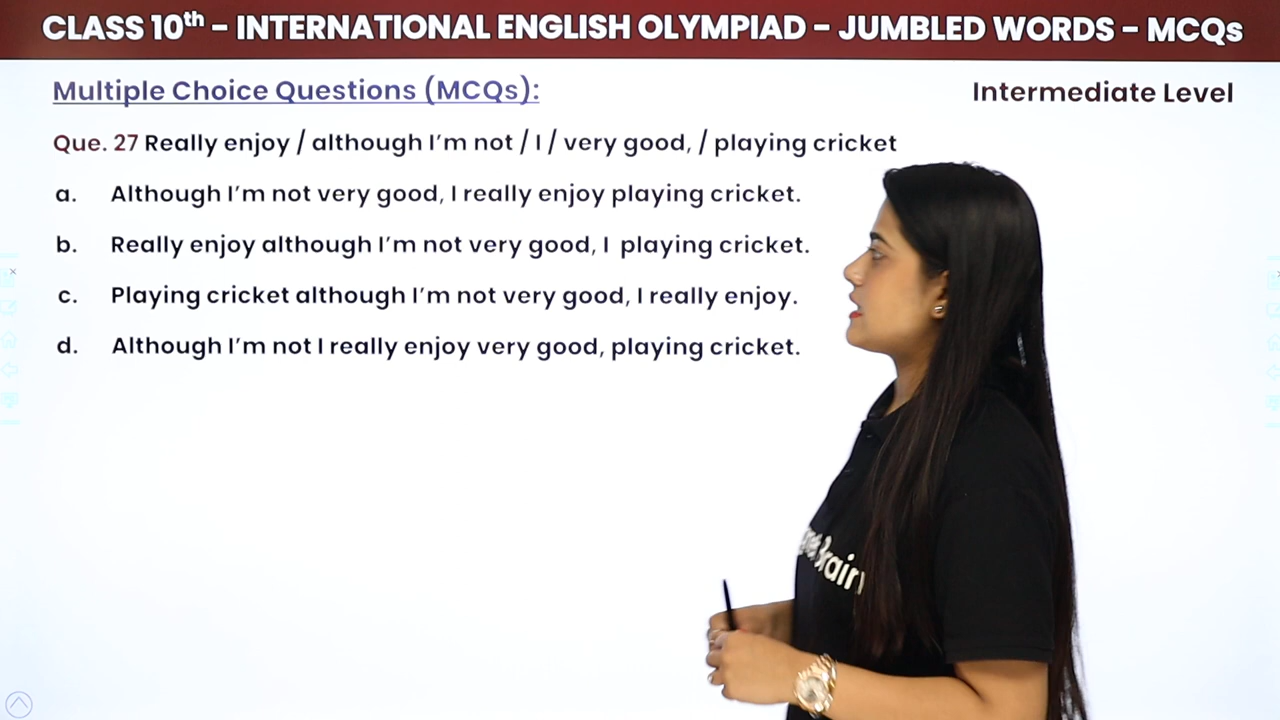 CLASS 10th - INTERNATIONAL ENGLISH OLYMPIAD - JUMBLED WORDS - MCQs
Multiple Choice Questions (MCQs):
Intermediate Level
Que. 27 Really enjoy / although I'm not / I / very good, / playing cricket
a. Although I'm not very good, I really enjoy playing cricket.
b. Really enjoy although I'm not very good, I playing cricket.
c. Playing cricket although I'm not very good, I really enjoy.
d. Although I'm not I really enjoy very good, playing cricket.